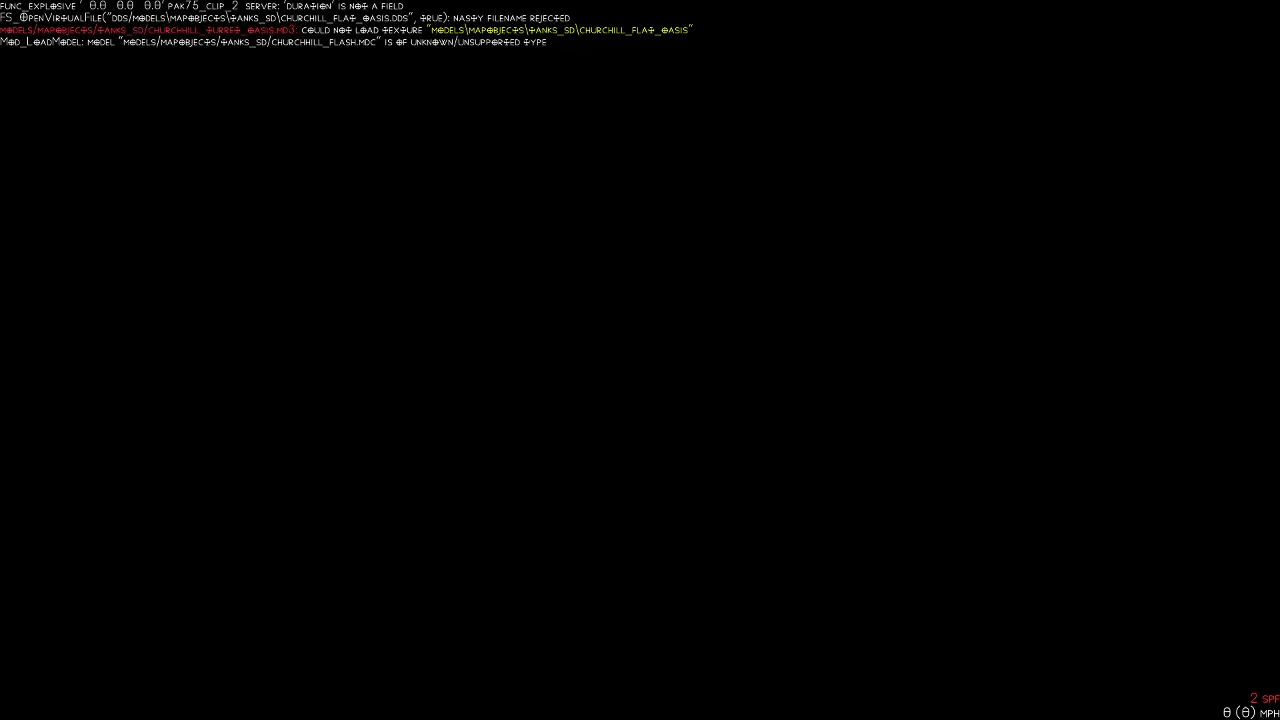 func_explosive ' 0.0 0.0 0.0' pak75_clip_2 server: 'duration' is not a field
FS_OpenVirtualFile("dds/models\mapobjects\tanks_sd\churchill_flat_oasis.dds", true): nasty filename rejected
models/mapobjects/tanks_sd/churchhill_turret_oasis.md3: could not load texture "models\mapobjects\tanks_sd\churchill_flat_oasis"
Mod_LoadModel: model "models/mapobjects/tanks_sd/churchhill_flash.mdc" is of unknown/unsupported type
2 spf
0 (0) mph